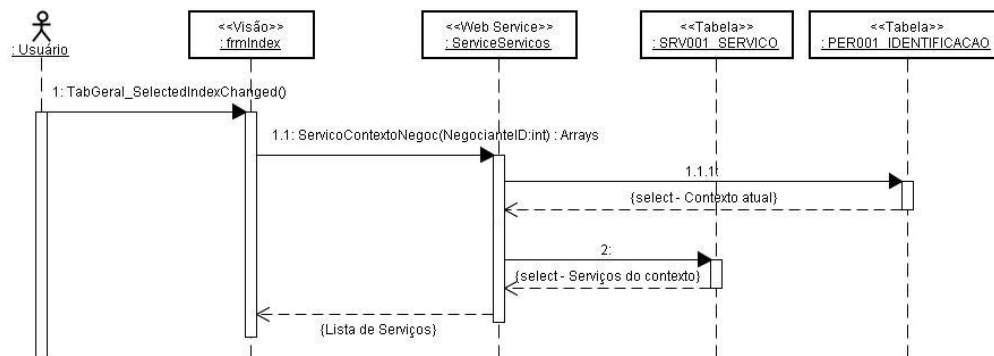 : Usuário
<<Visão>>
: frmIndex
<<Web Service>>
: ServiceServicos
<<Tabela>>
: SRV001_SERVICO
<<Tabela>>
: PER001_IDENTIFICACAO
1: TabGeral_SelectedIndexChanged()
1.1: ServicoContextoNegoc(NegocianteID:int) : Arrays
1.1.1:
{select - Contexto atual}
2:
{select - Serviços do contexto}
{Lista de Serviços}